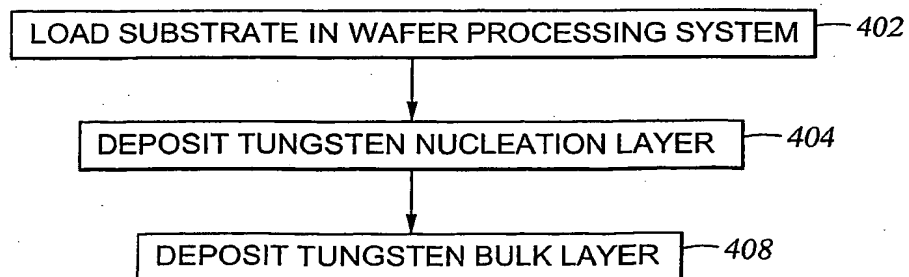 LOAD SUBSTRATE IN WAFER PROCESSING SYSTEM 402
DEPOSIT TUNGSTEN NUCLEATION LAYER 404
DEPOSIT TUNGSTEN BULK LAYER 408